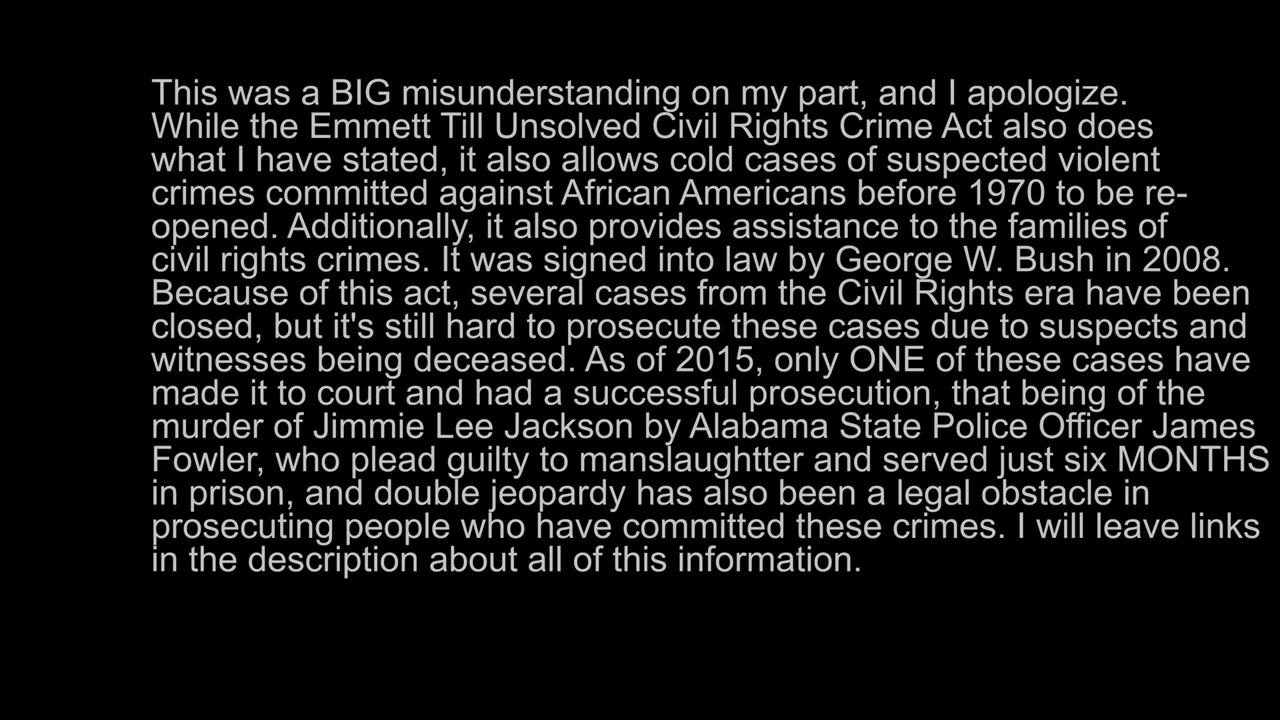 This was a BIG misunderstanding on my part, and I apologize.
While the Emmett Till Unsolved Civil Rights Crime Act also does
what I have stated, it also allows cold cases of suspected violent
crimes committed against African Americans before 1970 to be re-
opened. Additionally, it also provides assistance to the families of
civil rights crimes. It was signed into law by George W. Bush in 2008.
Because of this act, several cases from the Civil Rights era have been
closed, but it's still hard to prosecute these cases due to suspects and
witnesses being deceased. As of 2015, only ONE of these cases have
made it to court and had a successful prosecution, that being of the
murder of Jimmie Lee Jackson by Alabama State Police Officer James
Fowler, who plead guilty to manslaughtter and served just six MONTHS
in prison, and double jeopardy has also been a legal obstacle in
prosecuting people who have committed these crimes. I will leave links
in the description about all of this information.